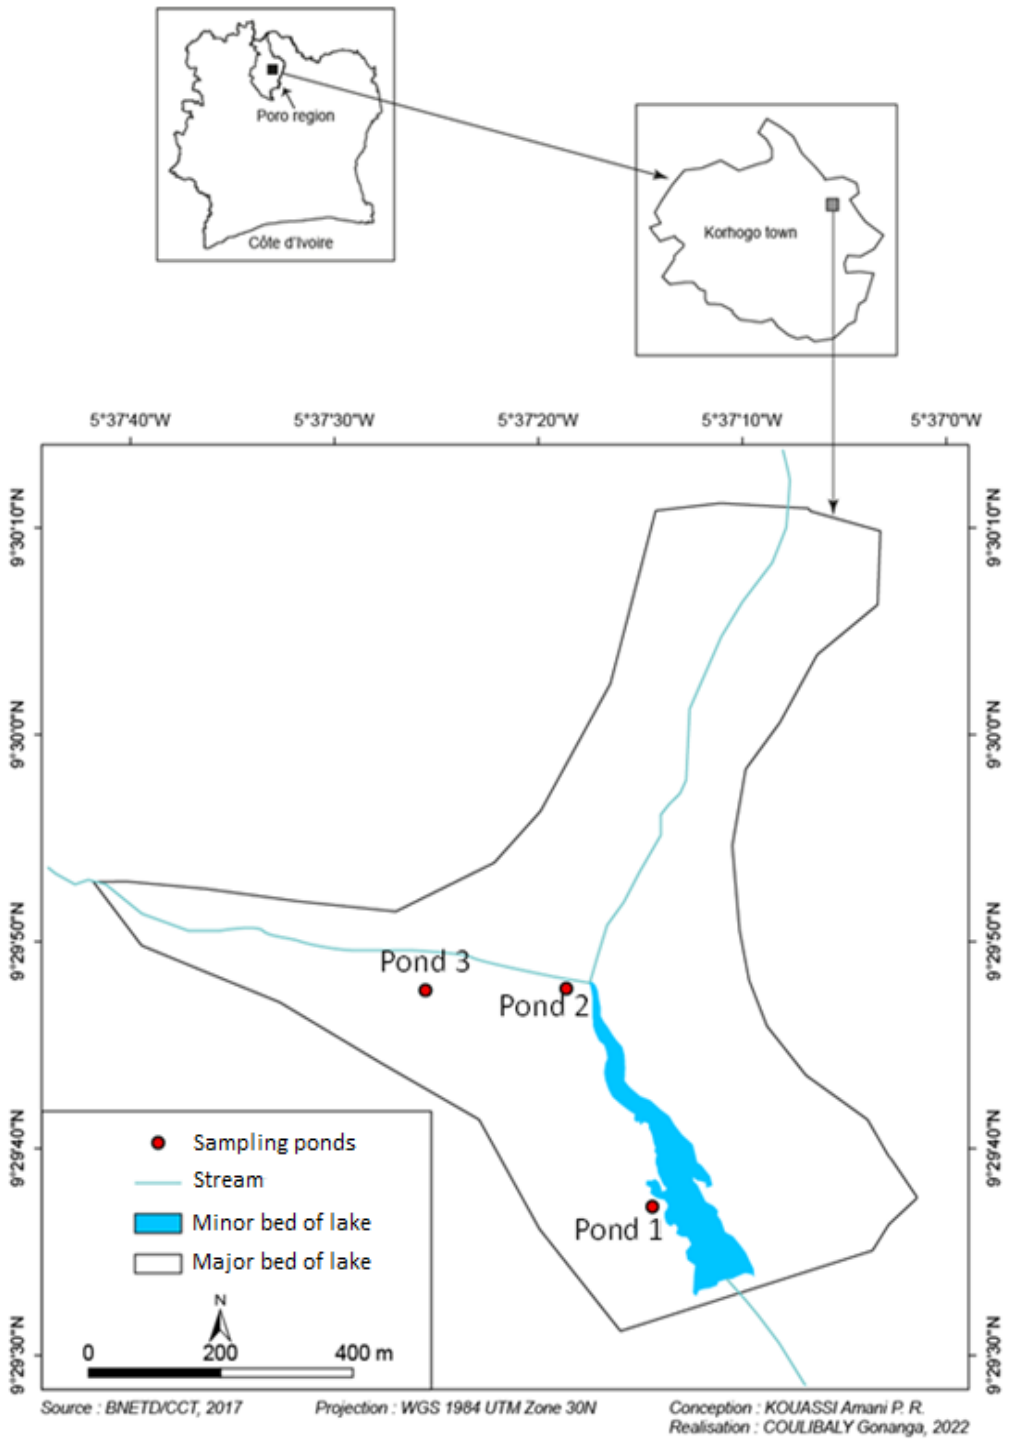 Poro region
Côte d'Ivoire
Korhogo town
5°37'40"W 5°37'30"W 5°37'20"W 5°37'10"W 5°37'0"W
9°30'10"N 9°30'10"N
9°30'0"N 9°30'0"N
9°29'50"N 9°29'50"N
Pond 3
Pond 2
9°29'40"N 9°29'40"N
Pond 1
9°29'30"N 9°29'30"N
Sampling ponds
Stream
Minor bed of lake
Major bed of lake
N
0 200 400 m
Source : BNETD/CCT, 2017 Projection : WGS 1984 UTM Zone 30N Conception : KOUASSI Amani P. R.
Realisation : COULIBALY Gonanga, 2022